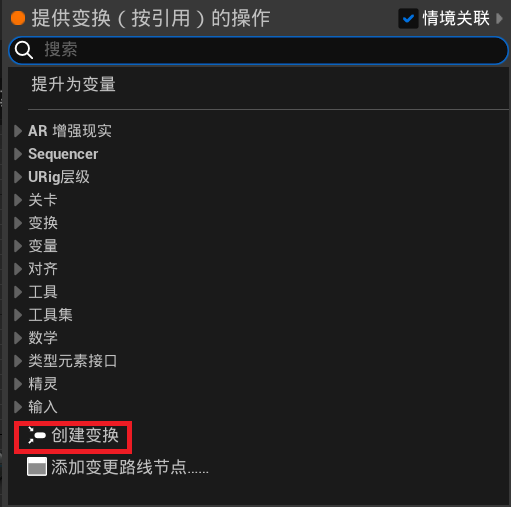 提供变换（按引用）的操作 情境关联
搜索
提升为变量
AR 增强现实
Sequencer
URig层级
关卡
变换
变量
对齐
工具
工具集
数学
类型元素接口
精灵
输入
创建变换
添加变更路线节点......